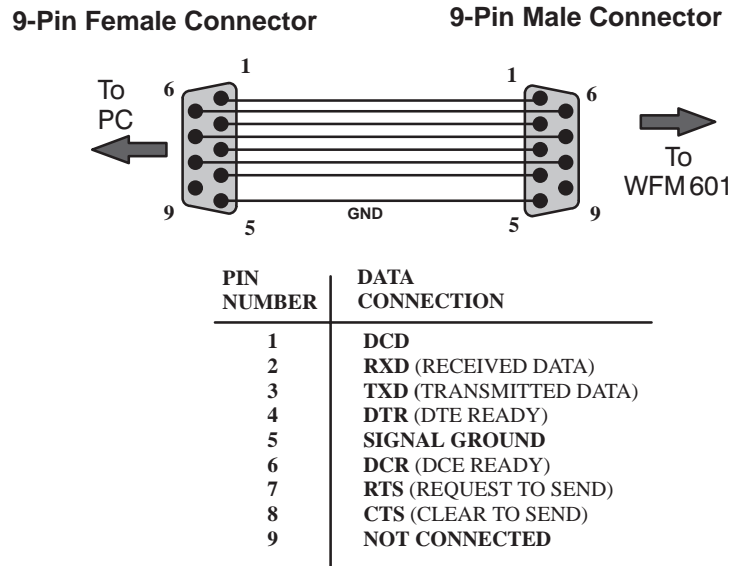 9-Pin Female Connector
9-Pin Male Connector
To
PC
6
1
9
5
GND
1
6
5
9
To
WFM 601
PIN
NUMBER
DATA
CONNECTION
1 DCD
2 RXD (RECEIVED DATA)
3 TXD (TRANSMITTED DATA)
4 DTR (DTE READY)
5 SIGNAL GROUND
6 DCR (DCE READY)
7 RTS (REQUEST TO SEND)
8 CTS (CLEAR TO SEND)
9 NOT CONNECTED